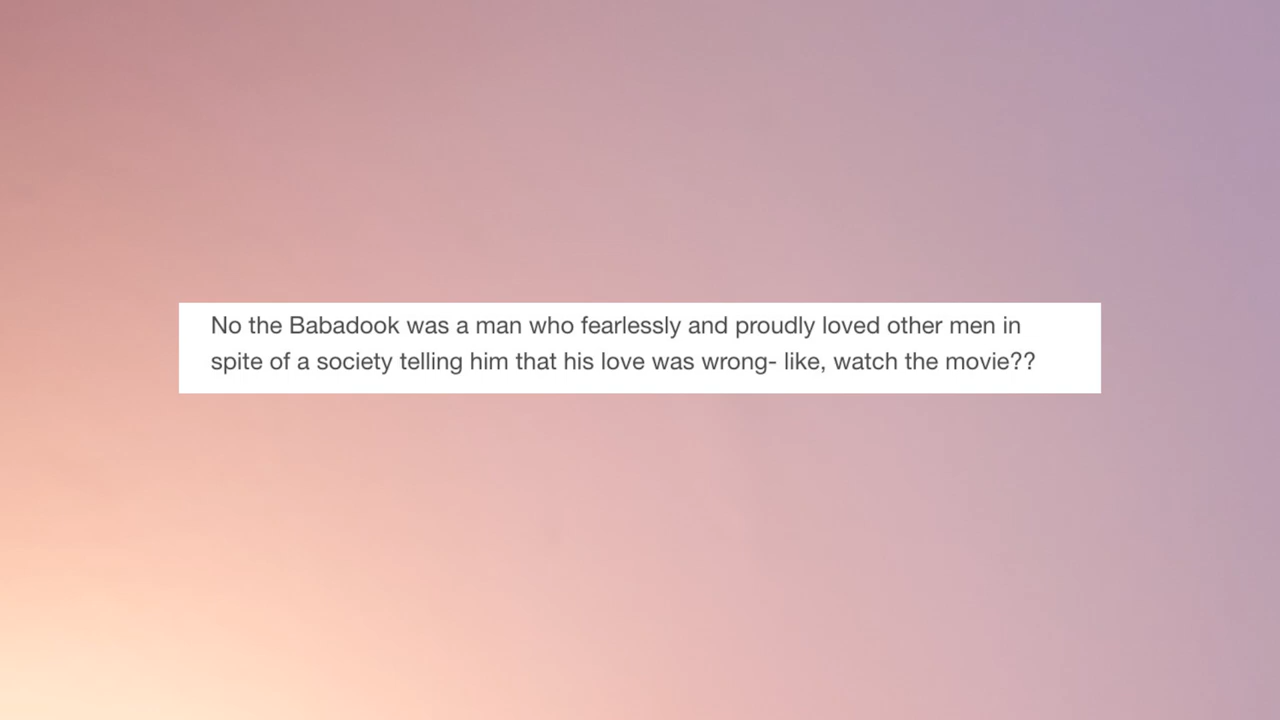 No the Babadook was a man who fearlessly and proudly loved other men in
spite of a society telling him that his love was wrong- like, watch the movie??